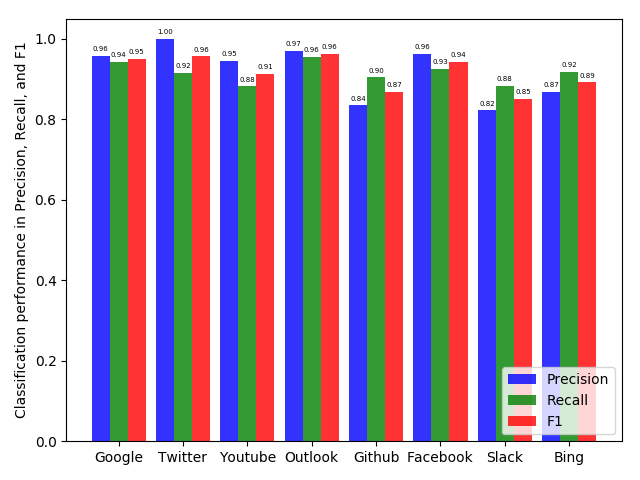 Classification performance in Precision, Recall, and F1
1.0
0.8
0.6
0.4
0.2
0.0
0.96 0.94 0.95
1.00 0.92 0.96
0.95 0.88 0.91
0.97 0.96 0.96
0.84 0.90 0.87
0.96 0.93 0.94
0.82 0.88 0.85
0.87 0.92 0.89
Google Twitter Youtube Outlook Github Facebook Slack Bing
Precision
Recall
F1